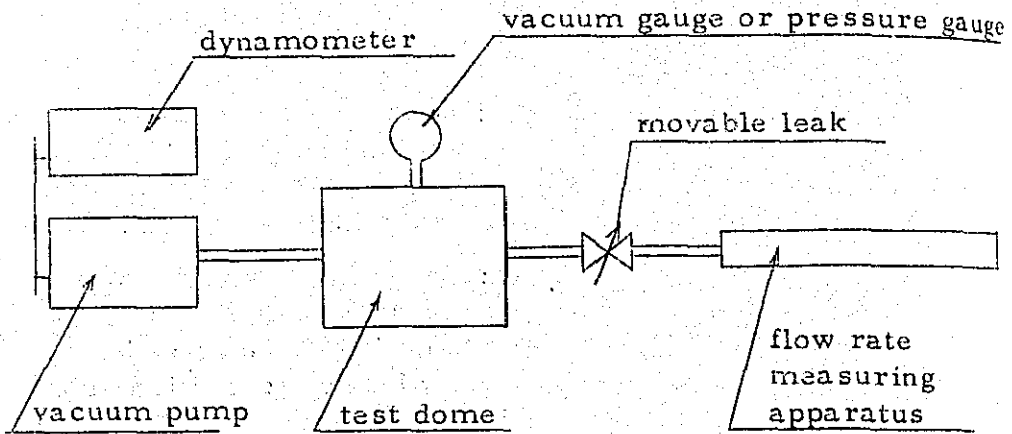 vacuum gauge or pressure gauge
dynamometer
movable leak
flow rate
measuring
apparatus
vacuum pump
test dome